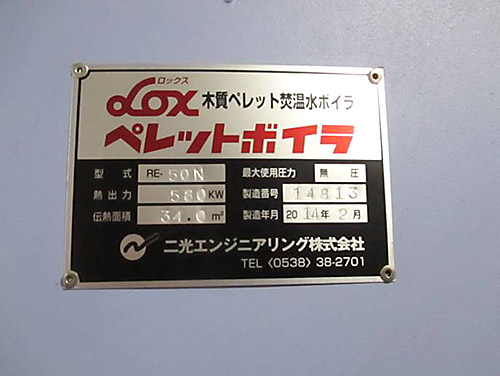 ロックス
Lox 木質ペレット焚温水ボイラ
ペレットボイラ
型式 RE-50N 最大使用圧力 無圧
熱出力 580KW 製造番号 14813
伝熱面積 34.0m² 製造年月 2014年2月
二光エンジニアリング株式会社
TEL〈0538〉38-2701